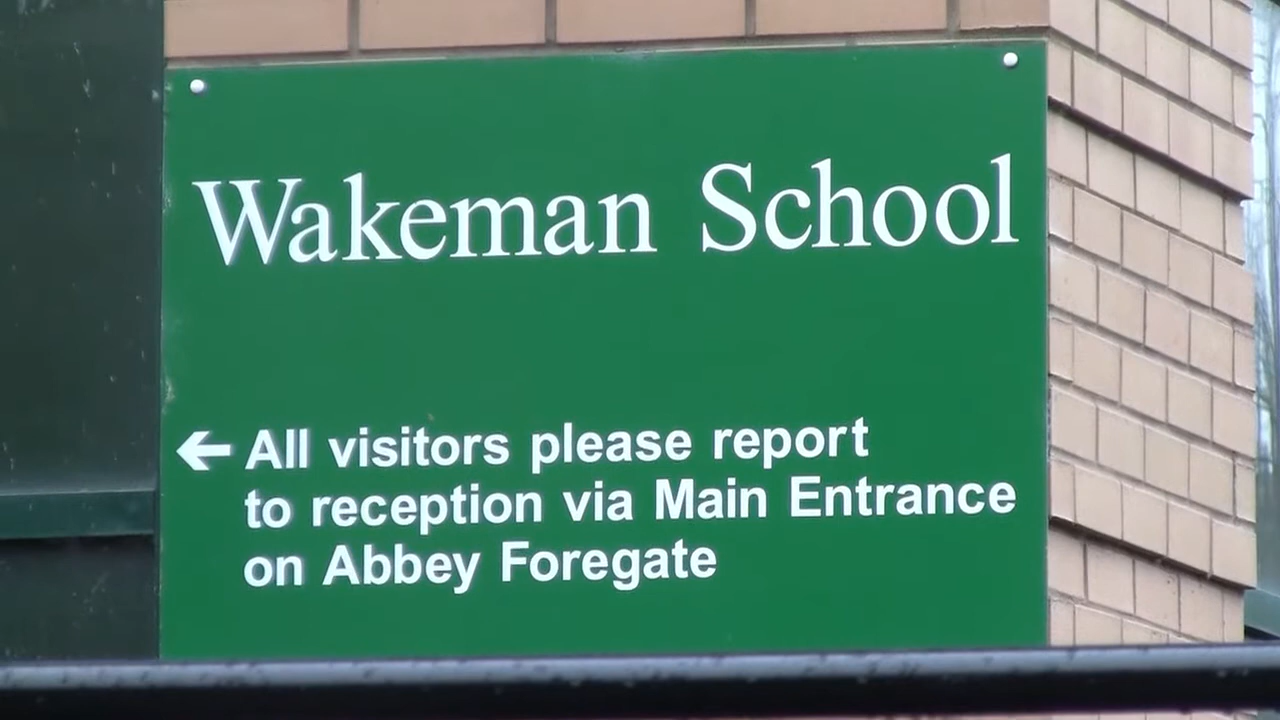 Wakeman School
← All visitors please report
to reception via Main Entrance
on Abbey Foregate